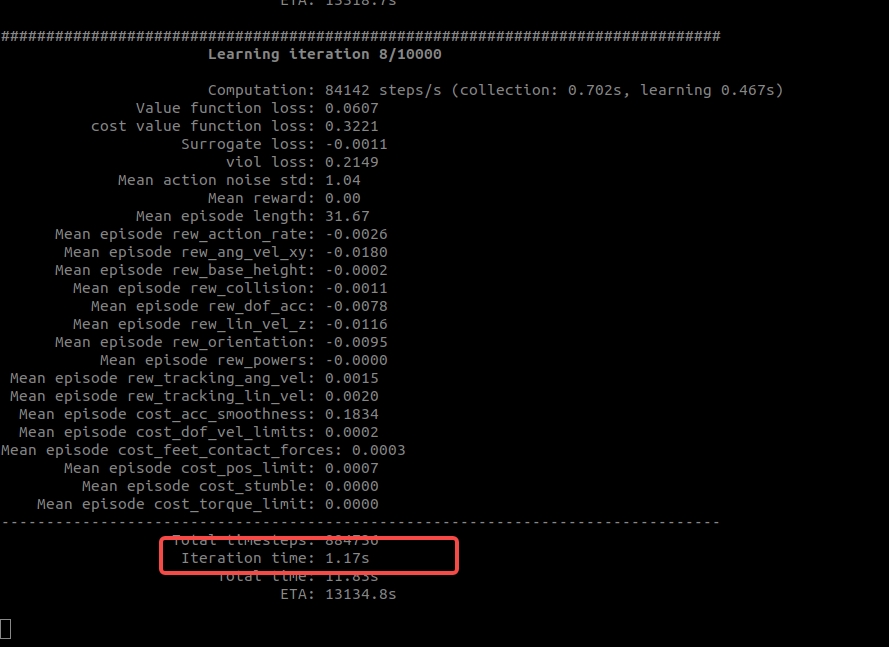 ETA: 13318.7s
################################################################################
Learning iteration 8/10000
Computation: 84142 steps/s (collection: 0.702s, learning 0.467s)
Value function loss: 0.0607
cost value function loss: 0.3221
Surrogate loss: -0.0011
viol loss: 0.2149
Mean action noise std: 1.04
Mean reward: 0.00
Mean episode length: 31.67
Mean episode rew_action_rate: -0.0026
Mean episode rew_ang_vel_xy: -0.0180
Mean episode rew_base_height: -0.0002
Mean episode rew_collision: -0.0011
Mean episode rew_dof_acc: -0.0078
Mean episode rew_lin_vel_z: -0.0116
Mean episode rew_orientation: -0.0095
Mean episode rew_powers: -0.0000
Mean episode rew_tracking_ang_vel: 0.0015
Mean episode rew_tracking_lin_vel: 0.0020
Mean episode cost_acc_smoothness: 0.1834
Mean episode cost_dof_vel_limits: 0.0002
Mean episode cost_feet_contact_forces: 0.0003
Mean episode cost_pos_limit: 0.0007
Mean episode cost_stumble: 0.0000
Mean episode cost_torque_limit: 0.0000
--------------------------------------------------------------------------------
Total timesteps: 884736
Iteration time: 1.17s
Total time: 11.83s
ETA: 13134.8s